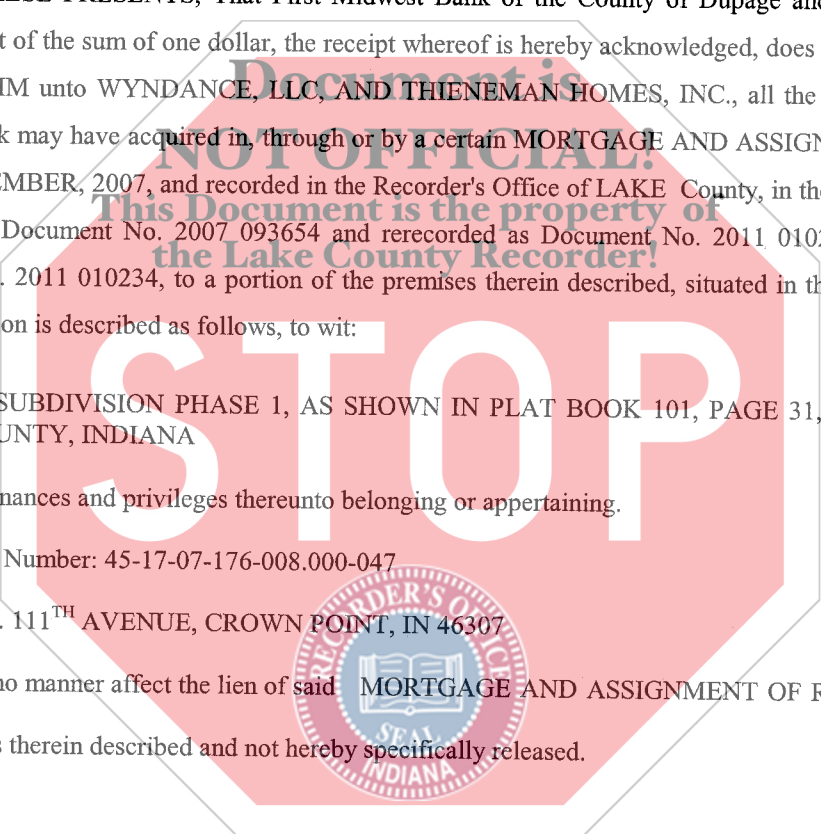 THESE PRESENTS, That First Midwest Bank of the County of Dupage and
t of the sum of one dollar, the receipt whereof is hereby acknowledged, does
IM unto WYNDANCE, LLC, AND THIENEMAN HOMES, INC., all the
Document is
k may have acquired in, through or by a certain MORTGAGE AND ASSIGN
NOT OFFICIAL!
EMBER, 2007, and recorded in the Recorder's Office of LAKE County, in the
This Document is the property of
Document No. 2007 093654 and rerecorded as Document No. 2011 010
the Lake County Recorder!
. 2011 010234, to a portion of the premises therein described, situated in th
on is described as follows, to wit:
STOP
SUBDIVISION PHASE 1, AS SHOWN IN PLAT BOOK 101, PAGE 31,
UNTY, INDIANA
nances and privileges thereunto belonging or appertaining.
Number: 45-17-07-176-008.000-047
. 111TH AVENUE, CROWN POINT, IN 46307
RECORDER'S OFFICE
no manner affect the lien of said MORTGAGE AND ASSIGNMENT OF R
SEAL
s therein described and not hereby specifically released.
INDIANA